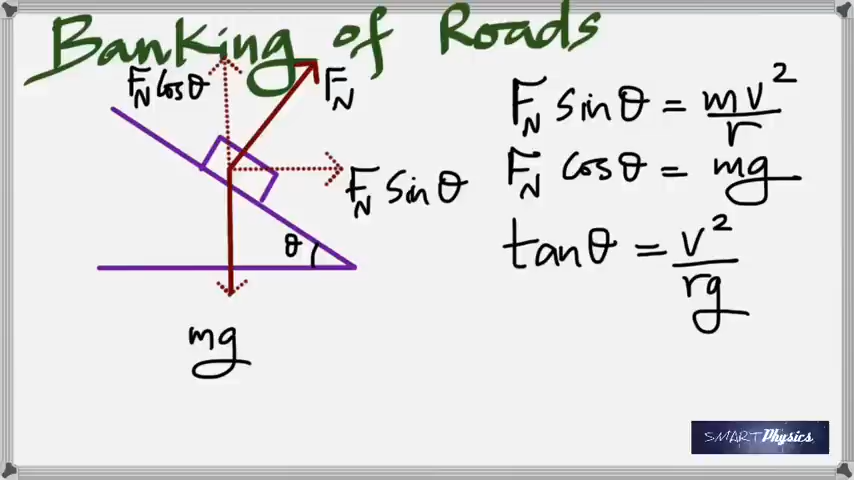 Banking of Roads
F_N Cosθ
F_N
F_N Sinθ
θ
mg
F_N Sinθ = mv²/r
F_N Cosθ = mg
tanθ = v²/rg
SMARTPhysics